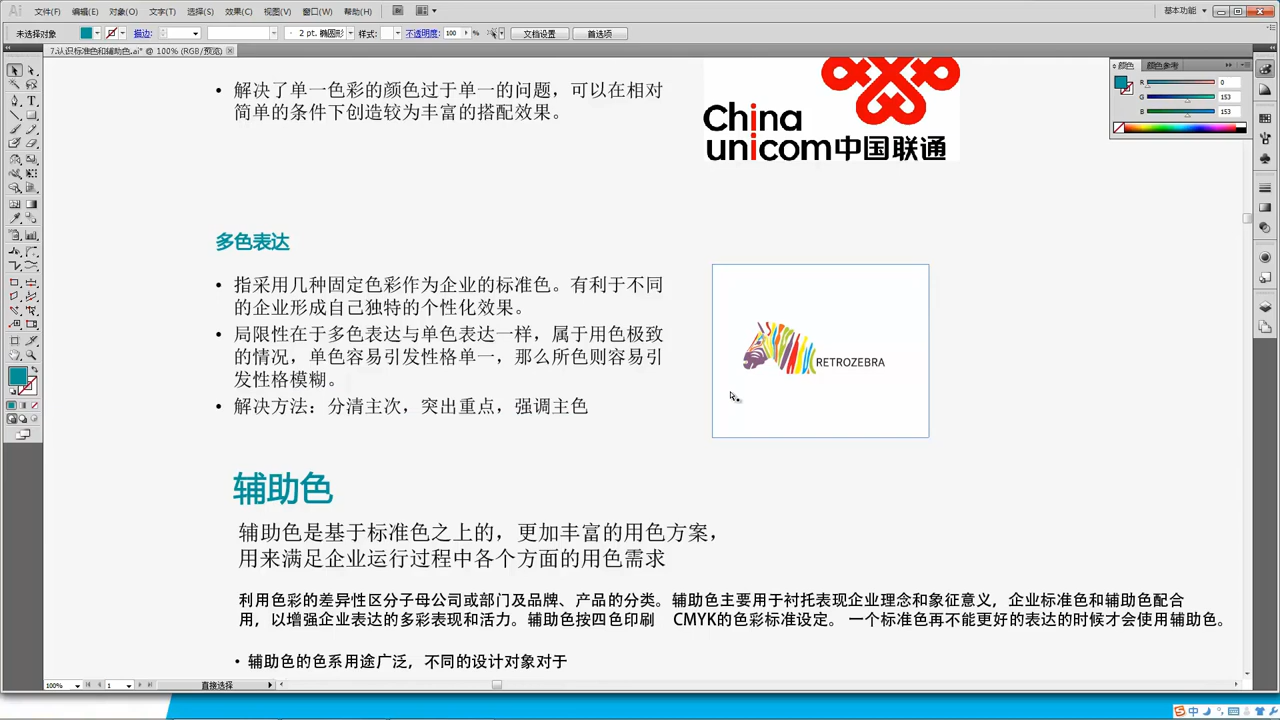 Ai 文件(F) 编辑(E) 对象(O) 文字(T) 选择(S) 效果(C) 视图(V) 窗口(W) 帮助(H) Br 基本功能
未选择对象 描边: 2 pt. 椭圆形 样式: 不透明度: 100 % 文档设置 首选项
7.认识标准色和辅助色.ai* @ 100% (RGB/预览)
颜色 颜色参考
R 0
G 153
B 153
• 解决了单一色彩的颜色过于单一的问题，可以在相对
简单的条件下创造较为丰富的搭配效果。
China
unicom中国联通
多色表达
• 指采用几种固定色彩作为企业的标准色。有利于不同
的企业形成自己独特的个性化效果。
• 局限性在于多色表达与单色表达一样，属于用色极致
的情况，单色容易引发性格单一，那么所色则容易引
发性格模糊。
• 解决方法：分清主次，突出重点，强调主色
RETROZEBRA
辅助色
辅助色是基于标准色之上的，更加丰富的用色方案，
用来满足企业运行过程中各个方面的用色需求
利用色彩的差异性区分子母公司或部门及品牌、产品的分类。辅助色主要用于衬托表现企业理念和象征意义，企业标准色和辅助色配合
用，以增强企业表达的多彩表现和活力。辅助色按四色印刷 CMYK的色彩标准设定。 一个标准色再不能更好的表达的时候才会使用辅助色。
• 辅助色的色系用途广泛，不同的设计对象对于
100% 1 直接选择
中